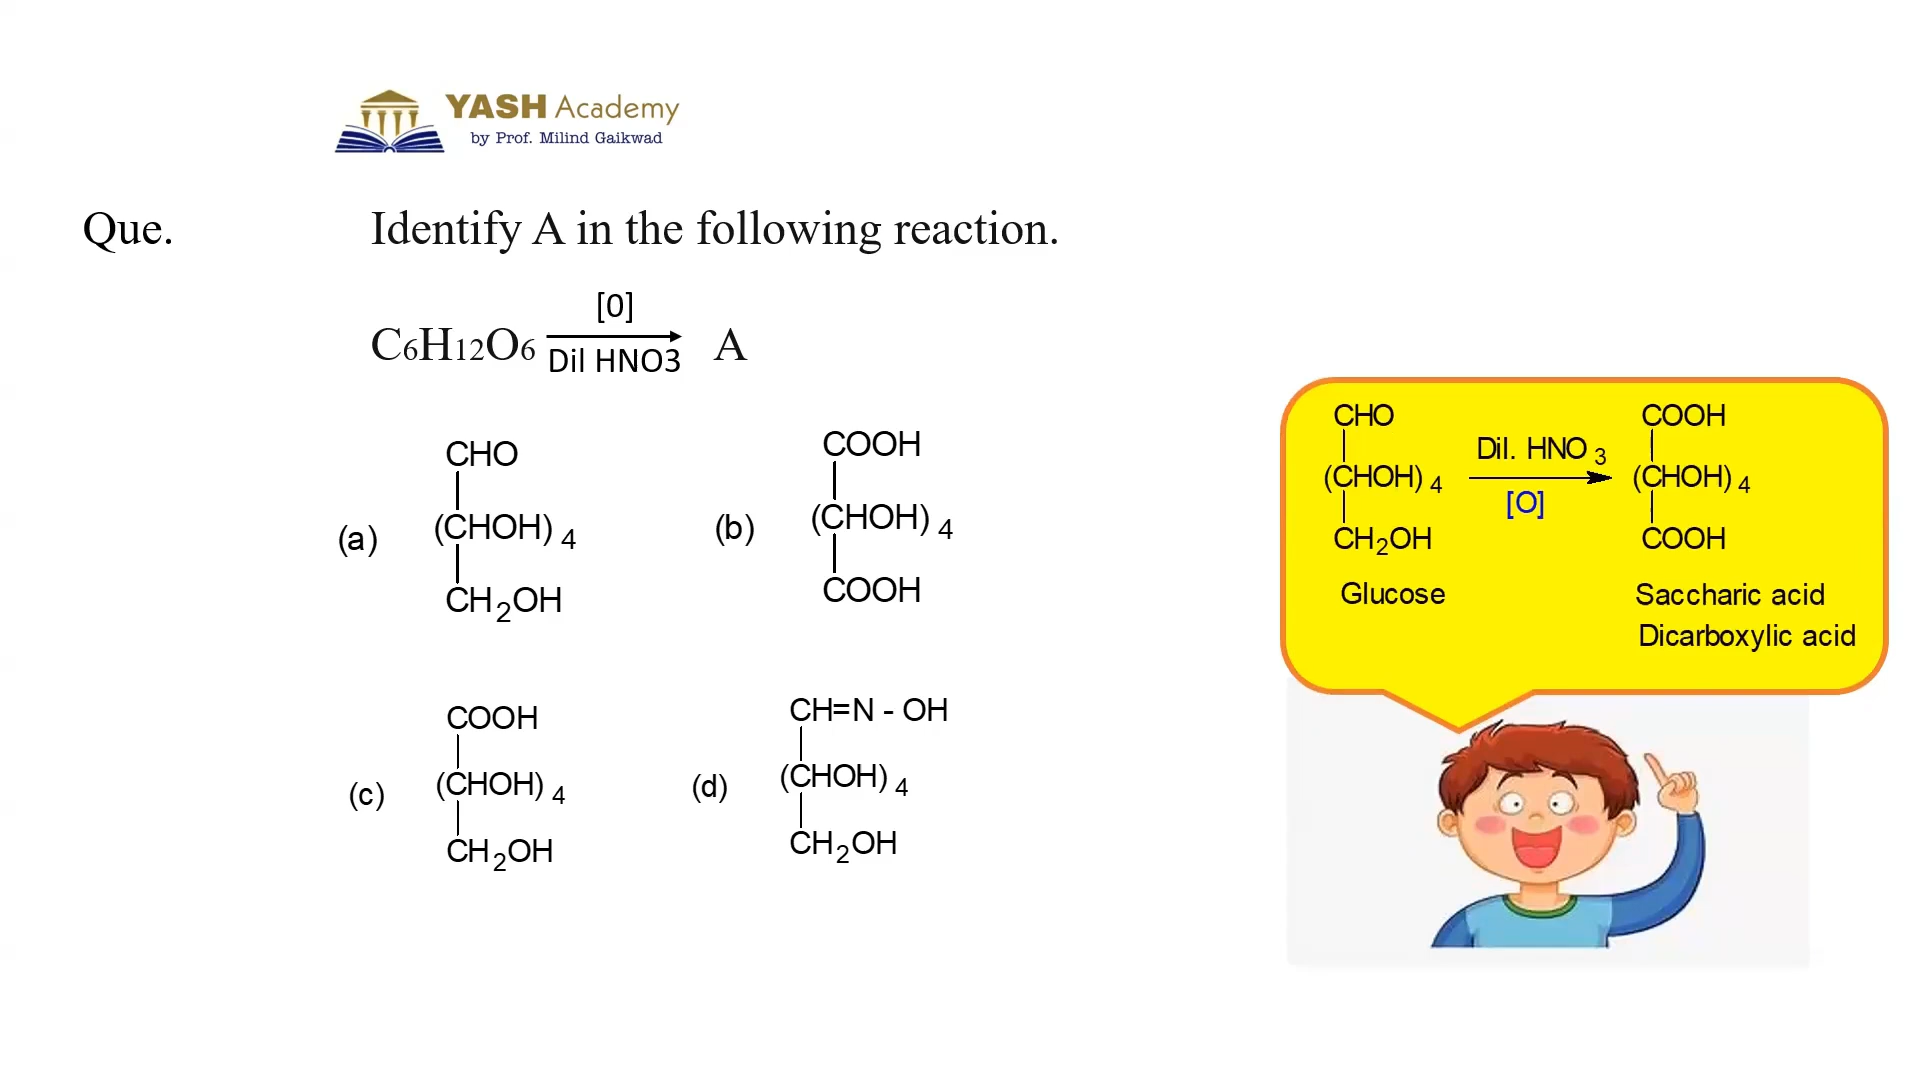 YASH Academy
by Prof. Milind Gaikwad
Que. Identify A in the following reaction.
[0]
C6H12O6 A
Dil HNO3
CHO
(a) (CHOH) 4
CH2OH
COOH
(b) (CHOH) 4
COOH
COOH
(c) (CHOH) 4
CH2OH
CH=N - OH
(d) (CHOH) 4
CH2OH
CHO COOH
Dil. HNO 3
(CHOH) 4 (CHOH) 4
[O]
CH2OH COOH
Glucose Saccharic acid
Dicarboxylic acid